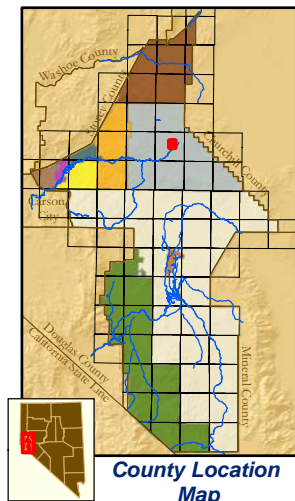 Washoe County
Storey County
Churchill County
Carson
City
Douglas County
California State Line
Mineral County
County Location
Map